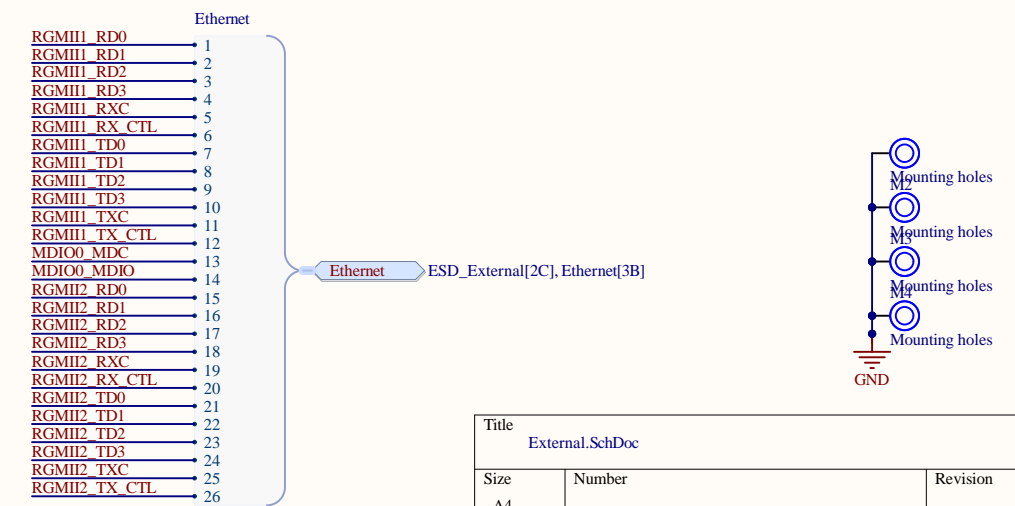 Ethernet
RGMII1_RD0 1
RGMII1_RD1 2
RGMII1_RD2 3
RGMII1_RD3 4
RGMII1_RXC 5
RGMII1_RX_CTL 6
RGMII1_TD0 7
RGMII1_TD1 8
RGMII1_TD2 9
RGMII1_TD3 10
RGMII1_TXC 11
RGMII1_TX_CTL 12
MDIO0_MDC 13
MDIO0_MDIO 14
RGMII2_RD0 15
RGMII2_RD1 16
RGMII2_RD2 17
RGMII2_RD3 18
RGMII2_RXC 19
RGMII2_RX_CTL 20
RGMII2_TD0 21
RGMII2_TD1 22
RGMII2_TD2 23
RGMII2_TD3 24
RGMII2_TXC 25
RGMII2_TX_CTL 26
Ethernet ESD_External[2C], Ethernet[3B]
Mounting holes
M2
Mounting holes
M3
Mounting holes
M4
Mounting holes
GND
Title
External.SchDoc
Size Number Revision
A4